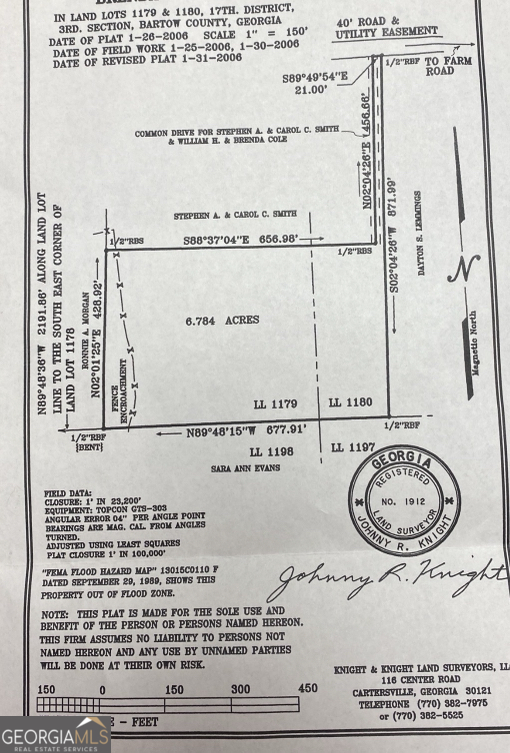 IN LAND LOTS 1179 & 1180, 17TH. DISTRICT,
3RD. SECTION, BARTOW COUNTY, GEORGIA
DATE OF PLAT 1-26-2006 SCALE 1" = 150'
DATE OF FIELD WORK 1-25-2006, 1-30-2006
DATE OF REVISED PLAT 1-31-2006
40' ROAD &
UTILITY EASEMENT
S89°49'54"E
21.00'
1/2"RBF
TO FARM
ROAD
COMMON DRIVE FOR STEPHEN A. & CAROL C. SMITH
& WILLIAM H. & BRENDA COLE
N02°04'26"E 456.66'
S02°04'26"W 871.99'
DAYTON S. LEMMINGS
N
Magnetic North
STEPHEN A. & CAROL C. SMITH
1/2"RBS
S88°37'04"E 656.98'
1/2"RBS
N89°48'36"W 2191.86' ALONG LAND LOT
LINE TO THE SOUTH EAST CORNER OF
LAND LOT 1178
RONNIE A. MORGAN
N02°01'25"E 428.92'
FENCE
ENCROACHMENT
6.784 ACRES
LL 1179
LL 1180
1/2"RBF
{BENT}
N89°48'15"W 677.91'
1/2"RBF
LL 1198
LL 1197
SARA ANN EVANS
GEORGIA
REGISTERED
NO. 1912
LAND SURVEYOR
JOHNNY R. KNIGHT
FIELD DATA:
CLOSURE: 1' IN 23,200'
EQUIPMENT: TOPCON GTS-303
ANGULAR ERROR 04" PER ANGLE POINT
BEARINGS ARE MAG. CAL. FROM ANGLES
TURNED.
ADJUSTED USING LEAST SQUARES
PLAT CLOSURE 1' IN 100,000'
"FEMA FLOOD HAZARD MAP" 13015C0110 F
DATED SEPTEMBER 29, 1989, SHOWS THIS
PROPERTY OUT OF FLOOD ZONE.
Johnny R. Knight
NOTE: THIS PLAT IS MADE FOR THE SOLE USE AND
BENEFIT OF THE PERSON OR PERSONS NAMED HEREON.
THIS FIRM ASSUMES NO LIABILITY TO PERSONS NOT
NAMED HEREON AND ANY USE BY UNNAMED PARTIES
WILL BE DONE AT THEIR OWN RISK.
KNIGHT & KNIGHT LAND SURVEYORS,
116 CENTER ROAD
CARTERSVILLE, GEORGIA 30121
TELEPHONE (770) 382-7975
or (770) 382-5525
150 0 150 300 450
- FEET
GEORGIAMLS
REAL ESTATE SERVICES